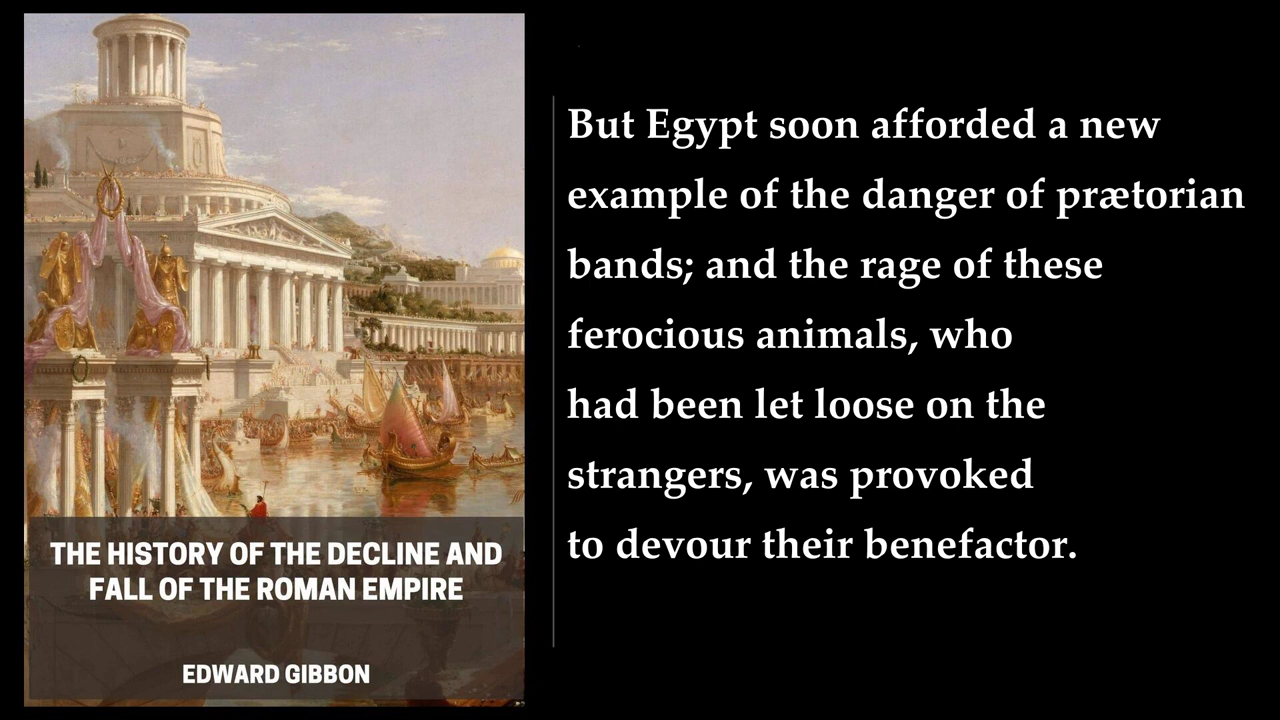 THE HISTORY OF THE DECLINE AND
FALL OF THE ROMAN EMPIRE
EDWARD GIBBON
But Egypt soon afforded a new
example of the danger of prætorian
bands; and the rage of these
ferocious animals, who
had been let loose on the
strangers, was provoked
to devour their benefactor.